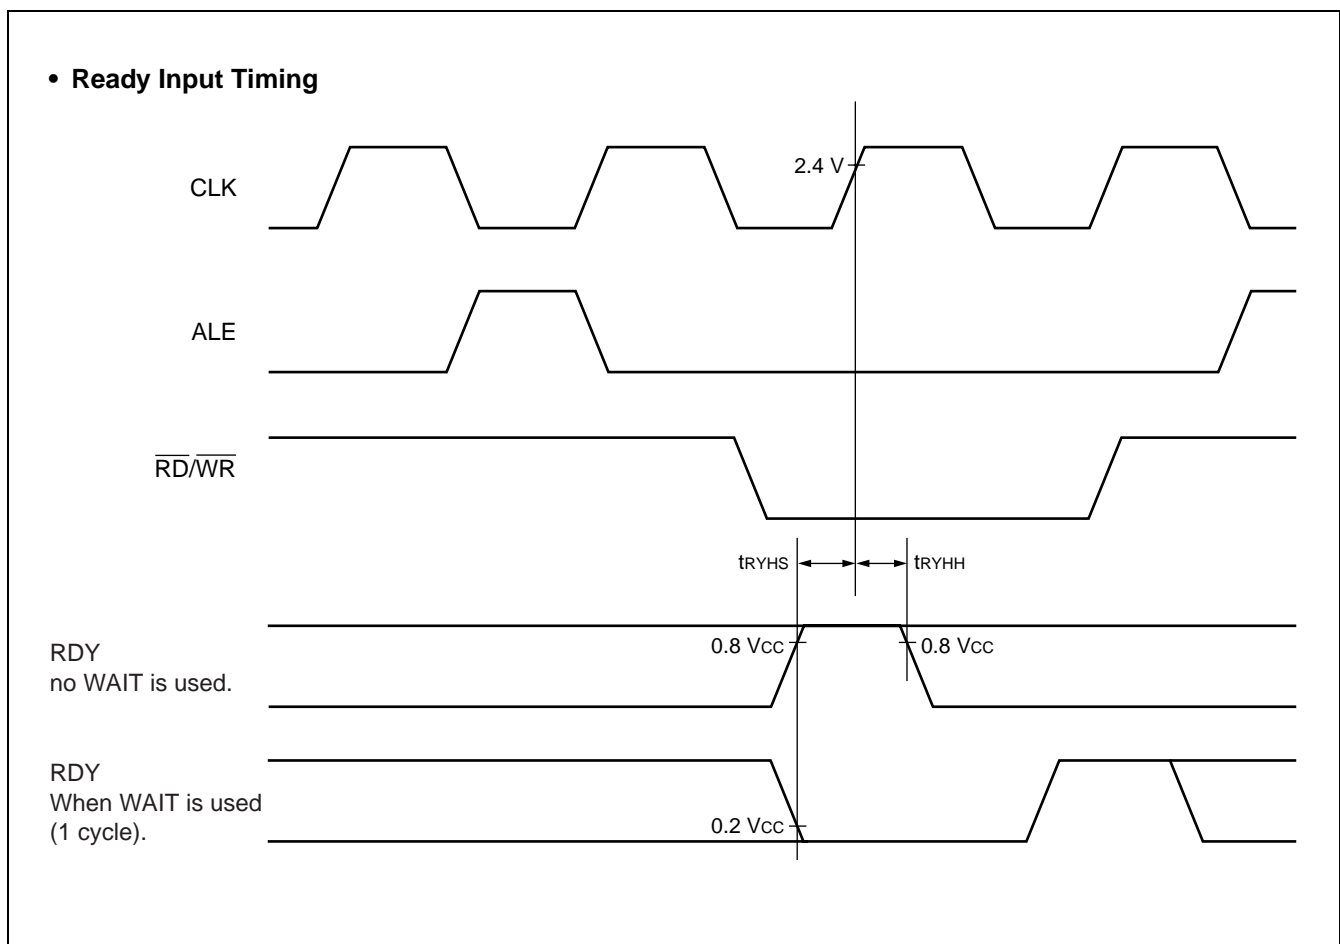 • Ready Input Timing
CLK
2.4 V
ALE
RD/WR
tRYHS
tRYHH
RDY
no WAIT is used.
0.8 VCC
0.8 VCC
RDY
When WAIT is used
(1 cycle).
0.2 VCC